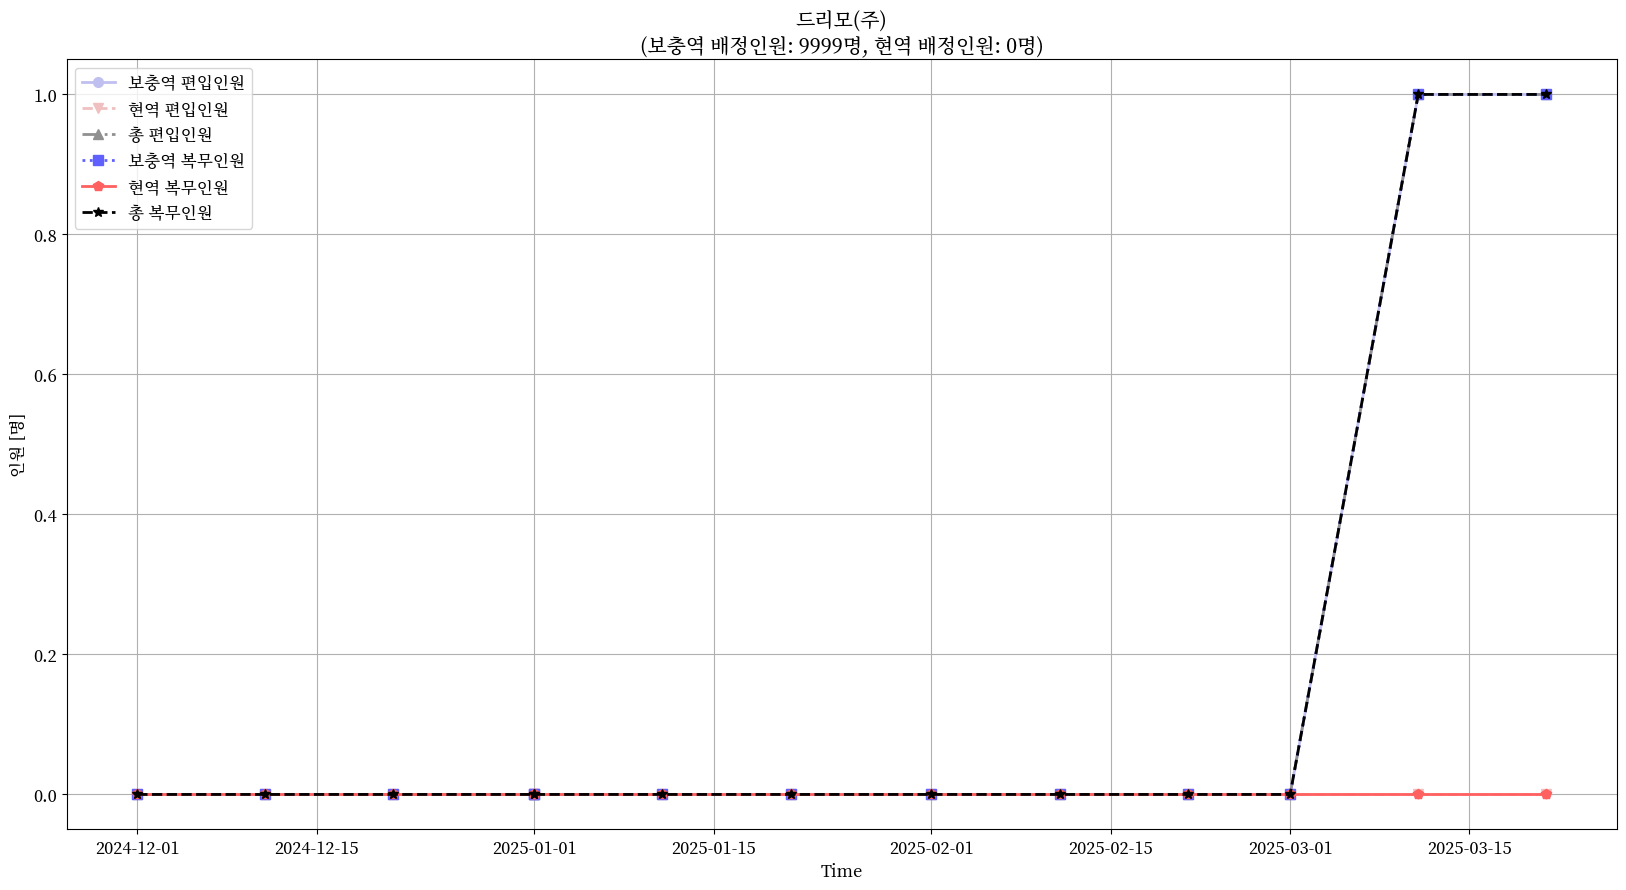 드리모(주)
(보충역 배정인원: 9999명, 현역 배정인원: 0명)
보충역 편입인원
현역 편입인원
총 편입인원
보충역 복무인원
현역 복무인원
총 복무인원
인원 [명]
1.0
0.8
0.6
0.4
0.2
0.0
2024-12-01 2024-12-15 2025-01-01 2025-01-15 2025-02-01 2025-02-15 2025-03-01 2025-03-15
Time